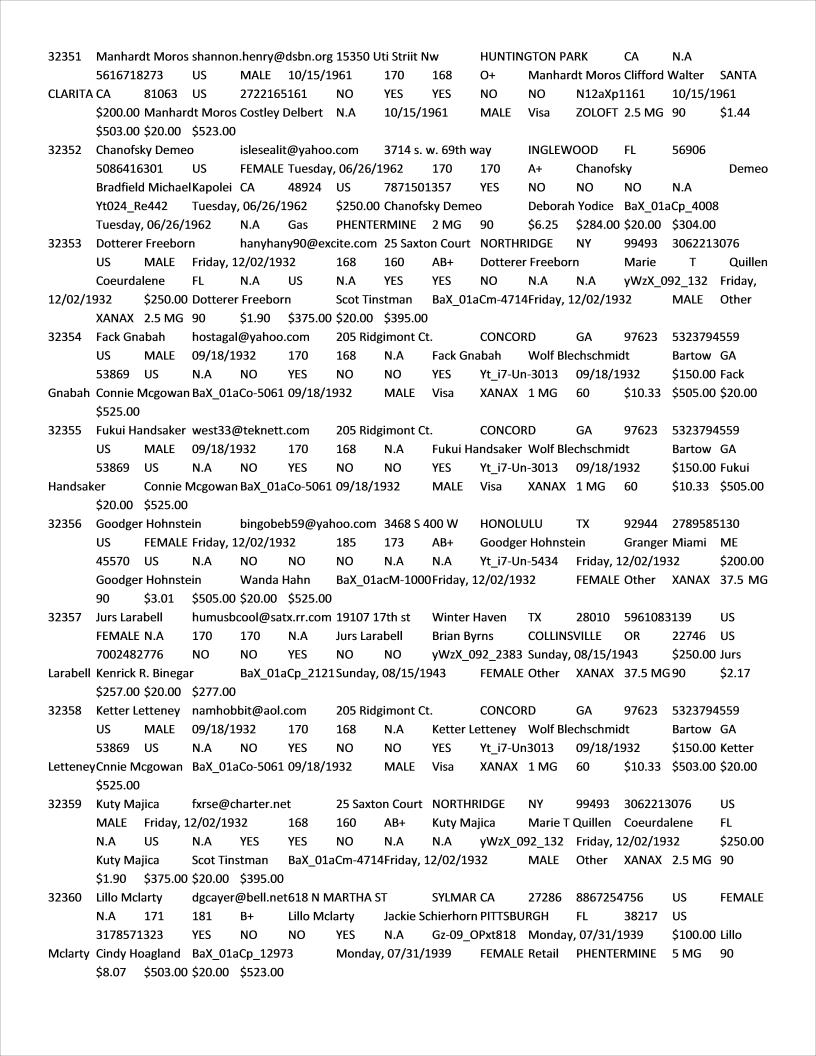 32351 Manhardt Moros shannon.henry@dsbn.org 15350 Uti Striit Nw HUNTINGTON PARK CA N.A
5616718273 US MALE 10/15/1961 170 168 O+ Manhardt Moros Clifford Walter SANTA
CLARITA CA 81063 US 2722165161 NO YES YES NO NO N12aXp1161 10/15/1961
$200.00 Manhardt Moros Costley Delbert N.A 10/15/1961 MALE Visa ZOLOFT 2.5 MG 90 $1.44
$503.00 $20.00 $523.00
32352 Chanofsky Demeo islesealit@yahoo.com 3714 s. w. 69th way INGLEWOOD FL 56906
5086416301 US FEMALE Tuesday, 06/26/1962 170 170 A+ Chanofsky Demeo
Bradfield Michael Kapolei CA 48924 US 7871501357 YES NO NO NO N.A
Yt024_Re442 Tuesday, 06/26/1962 $250.00 Chanofsky Demeo Deborah Yodice BaX_01aCp_4008
Tuesday, 06/26/1962 N.A Gas PHENTERMINE 2 MG 90 $6.25 $284.00 $20.00 $304.00
32353 Dotterer Freeborn hanyhany90@excite.com 25 Saxton Court NORTHRIDGE NY 99493 3062213076
US MALE Friday, 12/02/1932 168 160 AB+ Dotterer Freeborn Marie T Quillen
Coeurdalene FL N.A US N.A YES YES NO N.A N.A yWzX_092_132 Friday,
12/02/1932 $250.00 Dotterer Freeborn Scot Tinstman BaX_01aCm-4714 Friday, 12/02/1932 MALE Other
XANAX 2.5 MG 90 $1.90 $375.00 $20.00 $395.00
32354 Fack Gnabah hostagal@yahoo.com 205 Ridgimont Ct. CONCORD GA 97623 5323794559
US MALE 09/18/1932 170 168 N.A Fack Gnabah Wolf Blechschmidt Bartow GA
53869 US N.A NO YES NO NO YES Yt_i7-Un-3013 09/18/1932 $150.00 Fack
Gnabah Connie Mcgowan BaX_01aCo-5061 09/18/1932 MALE Visa XANAX 1 MG 60 $10.33 $505.00 $20.00
$525.00
32355 Fukui Handsaker west33@teknett.com 205 Ridgimont Ct. CONCORD GA 97623 5323794559
US MALE 09/18/1932 170 168 N.A Fukui Handsaker Wolf Blechschmidt Bartow GA
53869 US N.A NO YES NO NO YES Yt_i7-Un-3013 09/18/1932 $150.00 Fukui
Handsaker Connie Mcgowan BaX_01aCo-5061 09/18/1932 MALE Visa XANAX 1 MG 60 $10.33 $505.00
$20.00 $525.00
32356 Goodger Hohnstein bingobeb59@yahoo.com 3468 S 400 W HONOLULU TX 92944 2789585130
US FEMALE Friday, 12/02/1932 185 173 AB+ Goodger Hohnstein Granger Miami ME
45570 US N.A NO NO NO N.A N.A Yt_i7-Un-5434 Friday, 12/02/1932 $200.00
Goodger Hohnstein Wanda Hahn BaX_01acM-1000 Friday, 12/02/1932 FEMALE Other XANAX 37.5 MG
90 $3.01 $505.00 $20.00 $525.00
32357 Jurs Larabell humusbcool@satx.rr.com 19107 17th st Winter Haven TX 28010 5961083139 US
FEMALE N.A 170 170 N.A Jurs Larabell Brian Byrns COLLINSVILLE OR 22746 US
7002482776 NO NO YES NO NO yWzX_092_2383 Sunday, 08/15/1943 $250.00 Jurs
Larabell Kenrick R. Binegar BaX_01aCp_2121 Sunday, 08/15/1943 FEMALE Other XANAX 37.5 MG 90 $2.17
$257.00 $20.00 $277.00
32358 Ketter Letteney namhobbit@aol.com 205 Ridgimont Ct. CONCORD GA 97623 5323794559
US MALE 09/18/1932 170 168 N.A Ketter Letteney Wolf Blechschmidt Bartow GA
53869 US N.A NO YES NO NO YES Yt_i7-Un3013 09/18/1932 $150.00 Ketter
Letteney Cnnie Mcgowan BaX_01aCo-5061 09/18/1932 MALE Visa XANAX 1 MG 60 $10.33 $503.00 $20.00
$525.00
32359 Kuty Majica fxrse@charter.net 25 Saxton Court NORTHRIDGE NY 99493 3062213076 US
MALE Friday, 12/02/1932 168 160 AB+ Kuty Majica Marie T Quillen Coeurdalene FL
N.A US N.A YES YES NO N.A N.A yWzX_092_132 Friday, 12/02/1932 $250.00
Kuty Majica Scot Tinstman BaX_01aCm-4714 Friday, 12/02/1932 MALE Other XANAX 2.5 MG 90
$1.90 $375.00 $20.00 $395.00
32360 Lillo Mclarty dgcayer@bell.net 618 N MARTHA ST SYLMAR CA 27286 8867254756 US FEMALE
N.A 171 181 B+ Lillo Mclarty Jackie Schierhorn PITTSBURGH FL 38217 US
3178571323 YES NO NO YES N.A Gz-09_OPxt818 Monday, 07/31/1939 $100.00 Lillo
Mclarty Cindy Hoagland BaX_01aCp_12973 Monday, 07/31/1939 FEMALE Retail PHENTERMINE 5 MG 90
$8.07 $503.00 $20.00 $523.00